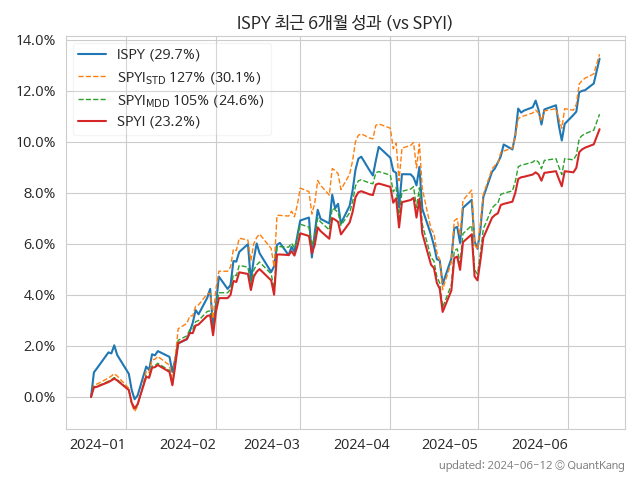 ISPY 최근 6개월 성과 (vs SPYI)
14.0%
12.0%
10.0%
8.0%
6.0%
4.0%
2.0%
0.0%
ISPY (29.7%)
SPYI_STD 127% (30.1%)
SPYI_MDD 105% (24.6%)
SPYI (23.2%)
2024-01 2024-02 2024-03 2024-04 2024-05 2024-06
updated: 2024-06-12 © QuantKang